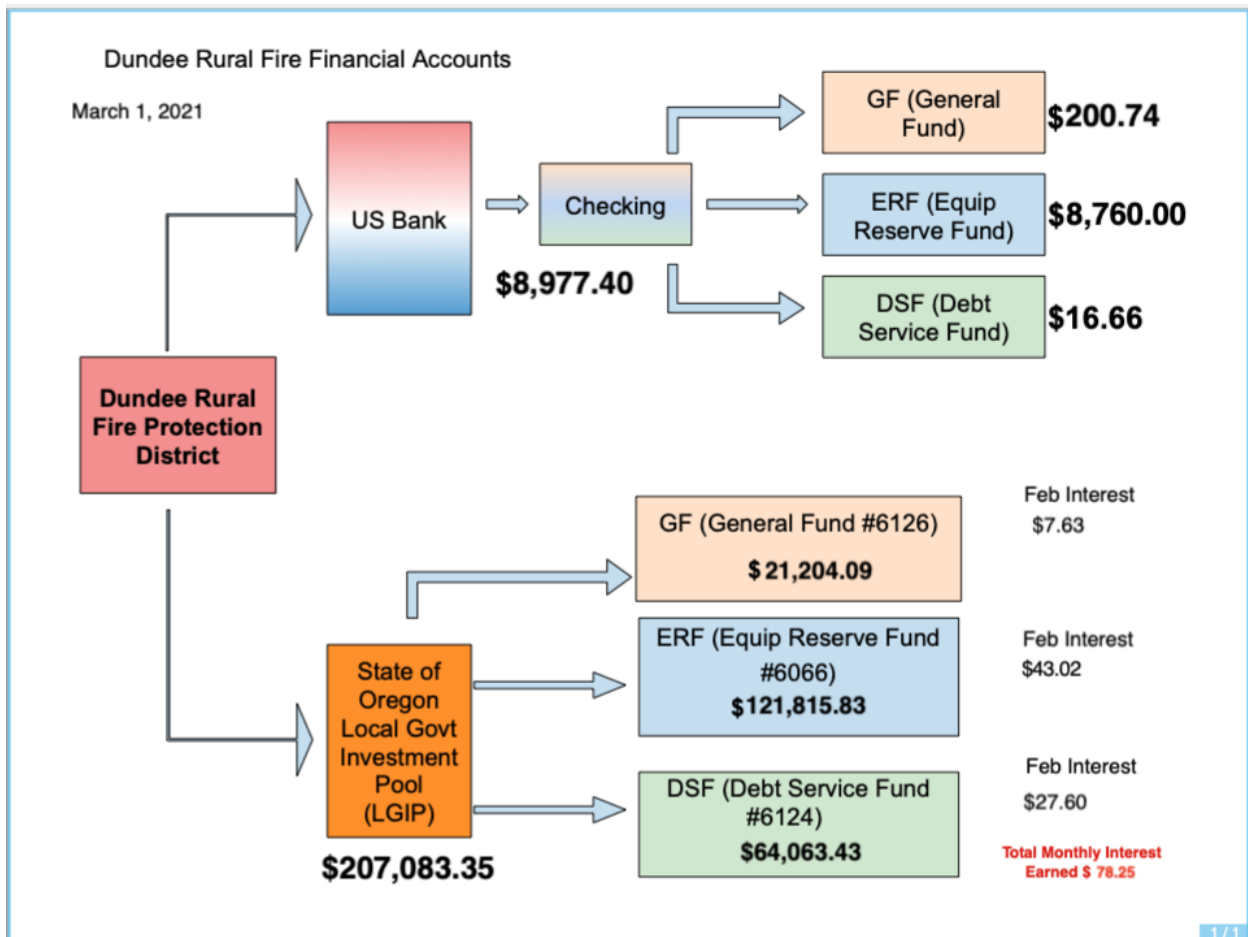 Dundee Rural Fire Financial Accounts
March 1, 2021
US Bank
Checking
$8,977.40
GF (General
Fund)
$200.74
ERF (Equip
Reserve Fund)
$8,760.00
DSF (Debt
Service Fund)
$16.66
Dundee Rural
Fire Protection
District
State of
Oregon
Local Govt
Investment
Pool
(LGIP)
$207,083.35
GF (General Fund #6126)
$ 21,204.09
Feb Interest
$7.63
ERF (Equip Reserve Fund
#6066)
$121,815.83
Feb Interest
$43.02
DSF (Debt Service Fund
#6124)
$64,063.43
Feb Interest
$27.60
Total Monthly Interest
Earned $ 78.25
1/1